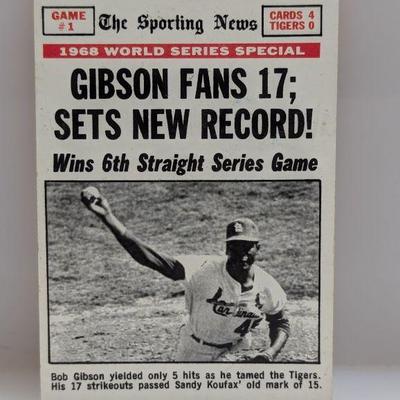 GAME #1
The Sporting News
CARDS 4
TIGERS 0
1968 WORLD SERIES SPECIAL
GIBSON FANS 17;
SETS NEW RECORD!
Wins 6th Straight Series Game
Cardinals
45
Bob Gibson yielded only 5 hits as he tamed the Tigers.
His 17 strikeouts passed Sandy Koufax' old mark of 15.